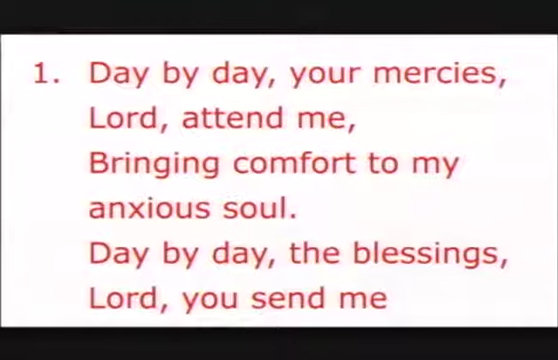 1. Day by day, your mercies,
Lord, attend me,
Bringing comfort to my
anxious soul.
Day by day, the blessings,
Lord, you send me